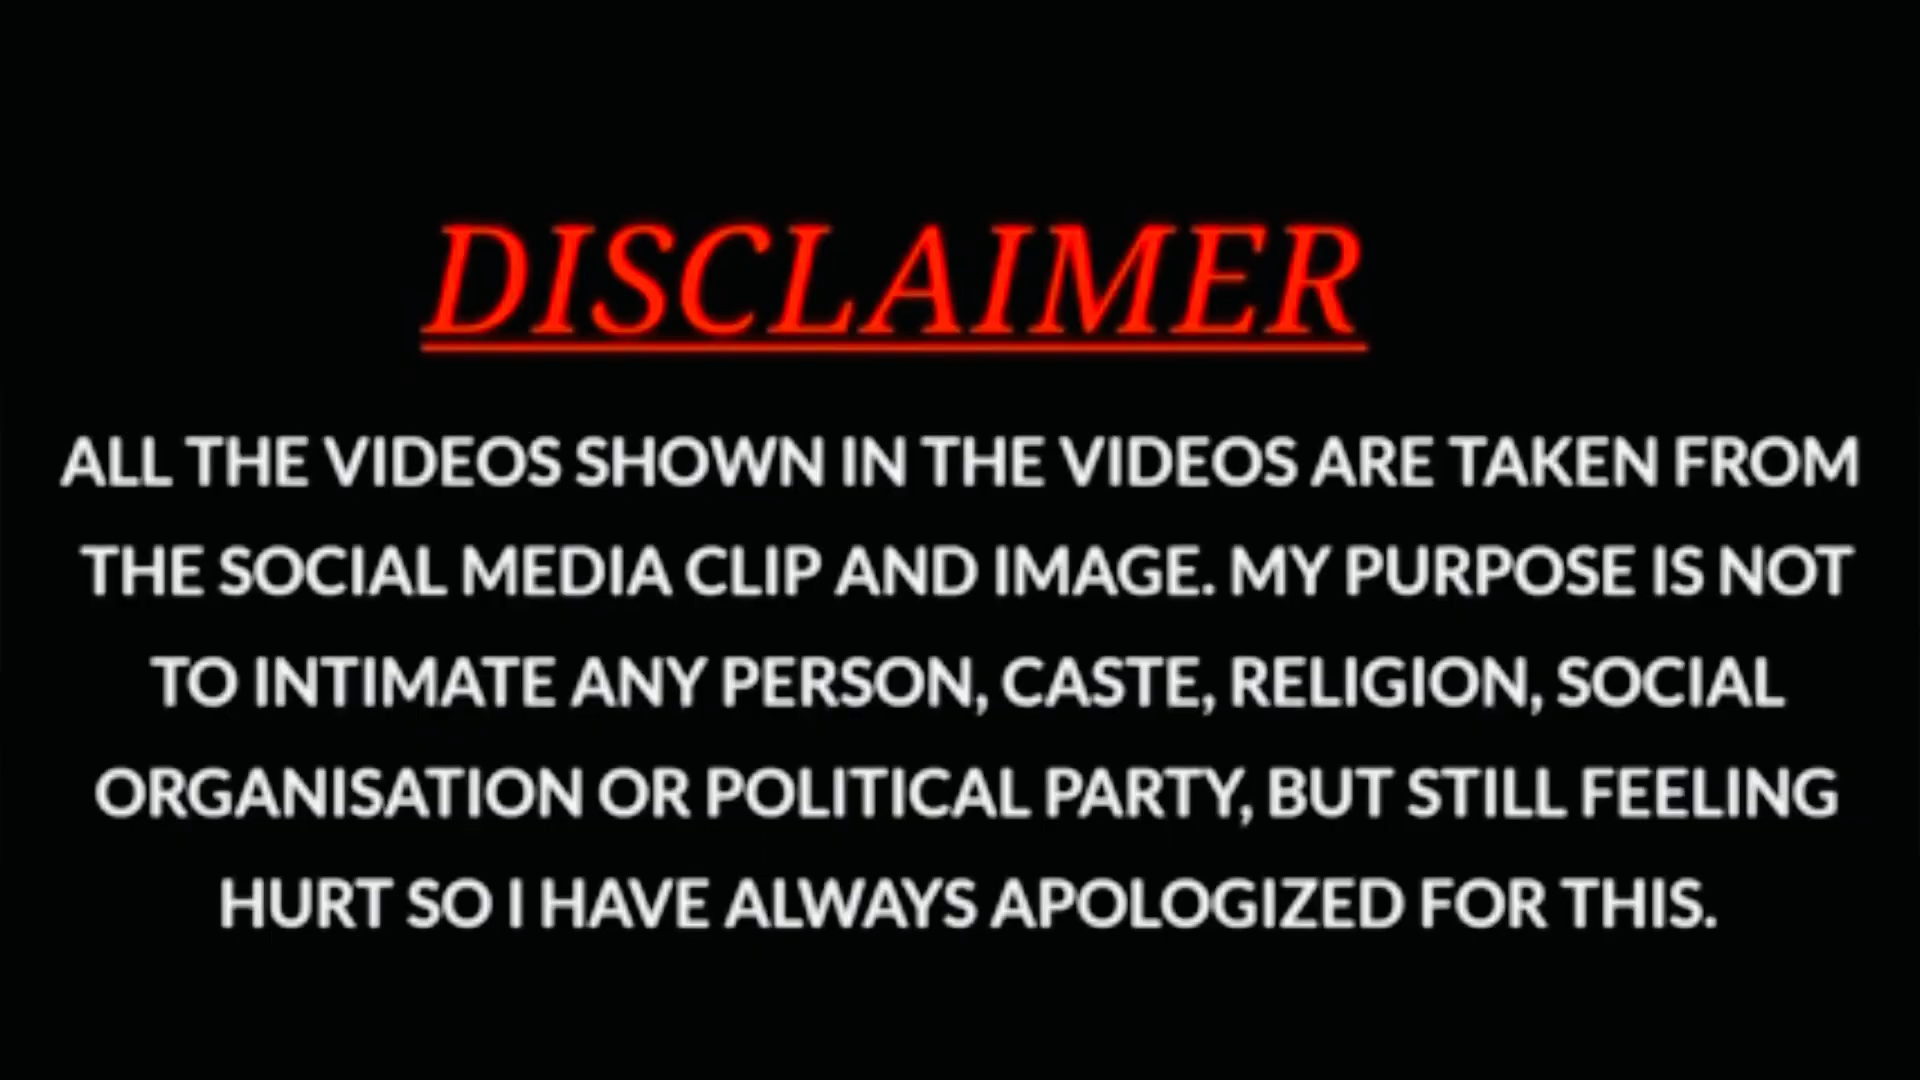 DISCLAIMER
ALL THE VIDEOS SHOWN IN THE VIDEOS ARE TAKEN FROM
THE SOCIAL MEDIA CLIP AND IMAGE. MY PURPOSE IS NOT
TO INTIMATE ANY PERSON, CASTE, RELIGION, SOCIAL
ORGANISATION OR POLITICAL PARTY, BUT STILL FEELING
HURT SO I HAVE ALWAYS APOLOGIZED FOR THIS.